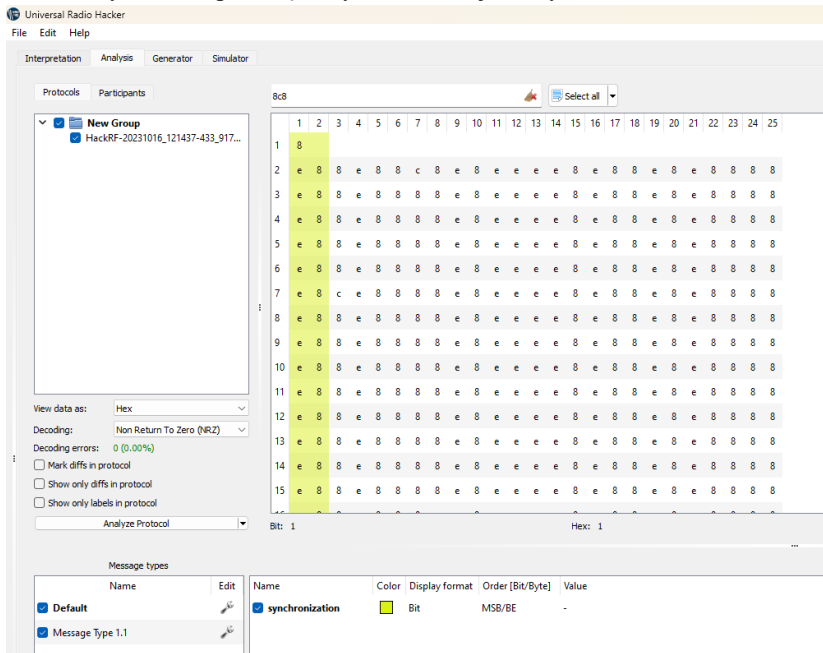 Universal Radio Hacker
File Edit Help
Interpretation Analysis Generator Simulator
Protocols Participants
8c8 Select all
New Group
HackRF-20231016_121437-433_917...
1 2 3 4 5 6 7 8 9 10 11 12 13 14 15 16 17 18 19 20 21 22 23 24 25
1 8
2 e 8 8 e 8 8 c 8 e 8 e e e e 8 e 8 8 e 8 e 8 8 8 8
3 e 8 8 e 8 8 8 8 e 8 e e e e 8 e 8 8 e 8 e 8 8 8 8
4 e 8 8 e 8 8 8 8 e 8 e e e e 8 e 8 8 e 8 e 8 8 8 8
5 e 8 8 e 8 8 8 8 e 8 e e e e 8 e 8 8 e 8 e 8 8 8 8
6 e 8 8 e 8 8 8 8 e 8 e e e e 8 e 8 8 e 8 e 8 8 8 8
7 e 8 c e 8 8 8 8 e 8 e e e e 8 e 8 8 e 8 e 8 8 8 8
8 e 8 8 e 8 8 8 8 e 8 e e e e 8 e 8 8 e 8 e 8 8 8 8
9 e 8 8 e 8 8 8 8 e 8 e e e e 8 e 8 8 e 8 e 8 8 8 8
10 e 8 8 e 8 8 8 8 e 8 e e e e 8 e 8 8 e 8 e 8 8 8 8
11 e 8 8 e 8 8 8 8 e 8 e e e e 8 e 8 8 e 8 e 8 8 8 8
12 e 8 8 e 8 8 8 8 e 8 e e e e 8 e 8 8 e 8 e 8 8 8 8
13 e 8 8 e 8 8 8 8 e 8 e e e e 8 e 8 8 e 8 e 8 8 8 8
14 e 8 8 e 8 8 8 8 e 8 e e e e 8 e 8 8 e 8 e 8 8 8 8
15 e 8 8 e 8 8 8 8 e 8 e e e e 8 e 8 8 e 8 e 8 8 8 8
View data as: Hex
Decoding: Non Return To Zero (NRZ)
Decoding errors: 0 (0.00%)
Mark diffs in protocol
Show only diffs in protocol
Show only labels in protocol
Analyze Protocol
Bit: 1 Hex: 1
Message types
Name Edit
Default
Message Type 1.1
Name Color Display format Order [Bit/Byte] Value
synchronization Bit MSB/BE -